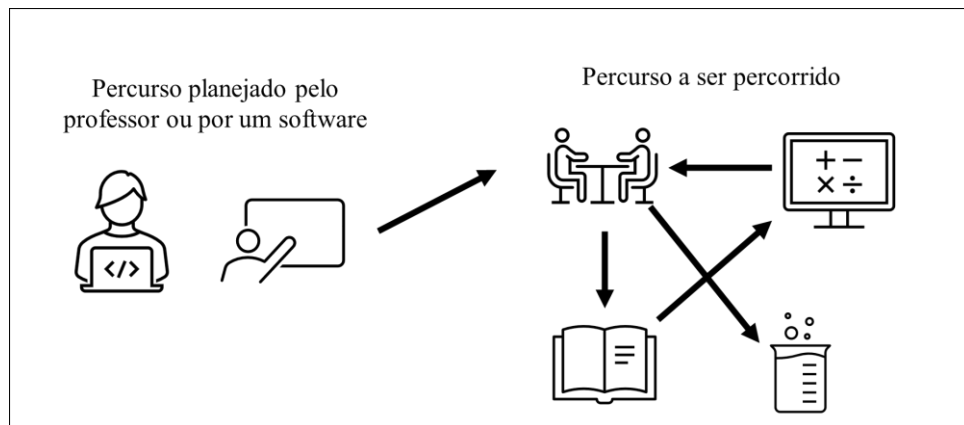 Percurso planejado pelo
professor ou por um software
Percurso a ser percorrido
</>
+ −
× ÷